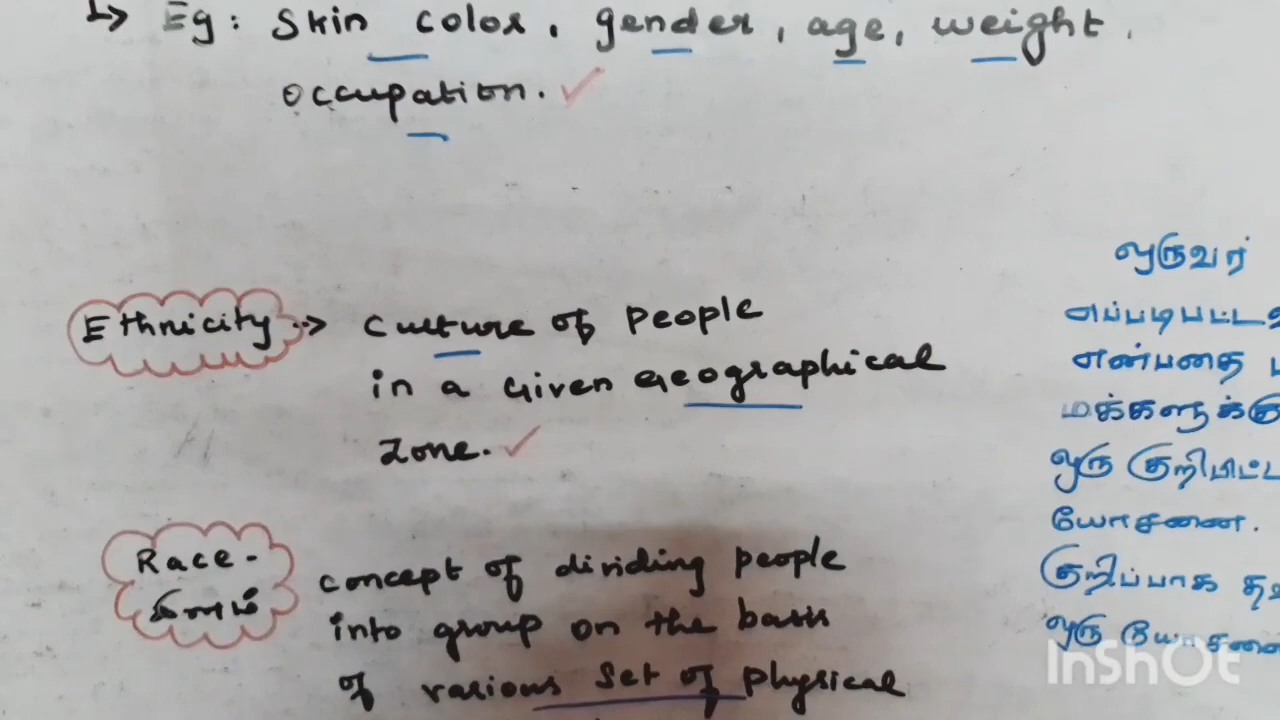 ↳ Eg: Skin color, gender, age, weight,
occupation. ✓
Ethnicity → culture of people
in a Given Geographical
zone. ✓
ஒருவர்
எப்படிபட்ட
என்பதை
மக்களுக்கு
ஒரு குறிபிட்ட
யோசனை.
குறிப்பாக
ஒரு
Race -
இனம்
concept of dividing people
into group on the basis
of various set of physical
InShOt